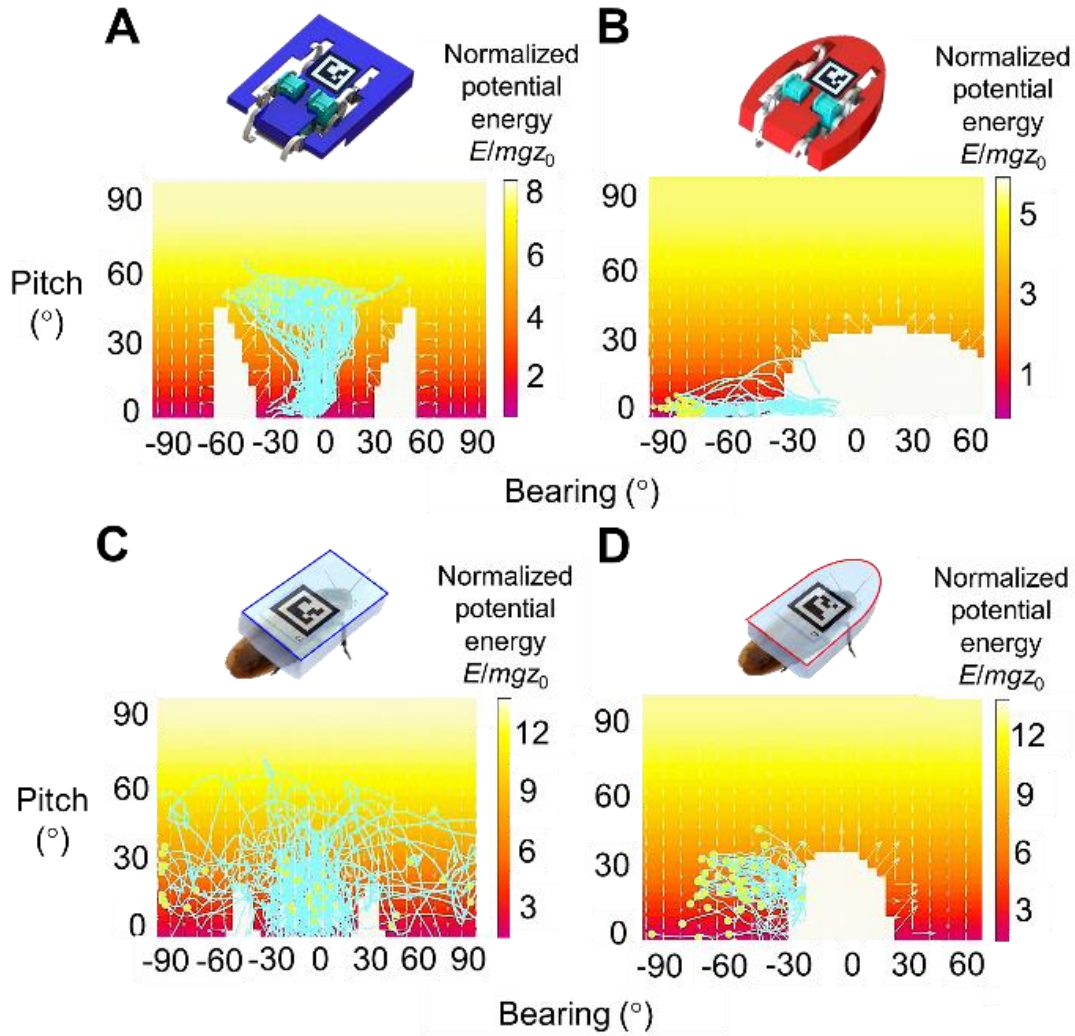 A
Normalized
potential
energy
E/mgz₀
B
Normalized
potential
energy
E/mgz₀
90
60
30
0
Pitch
(°)
8
6
4
2
-90 -60 -30 0 30 60 90
90
60
30
0
5
3
1
-90 -60 -30 0 30 60
Bearing (°)
C
Normalized
potential
energy
E/mgz₀
D
Normalized
potential
energy
E/mgz₀
90
60
30
0
Pitch
(°)
12
9
6
3
-90 -60 -30 0 30 60 90
90
60
30
0
12
9
6
3
-90 -60 -30 0 30 60
Bearing (°)